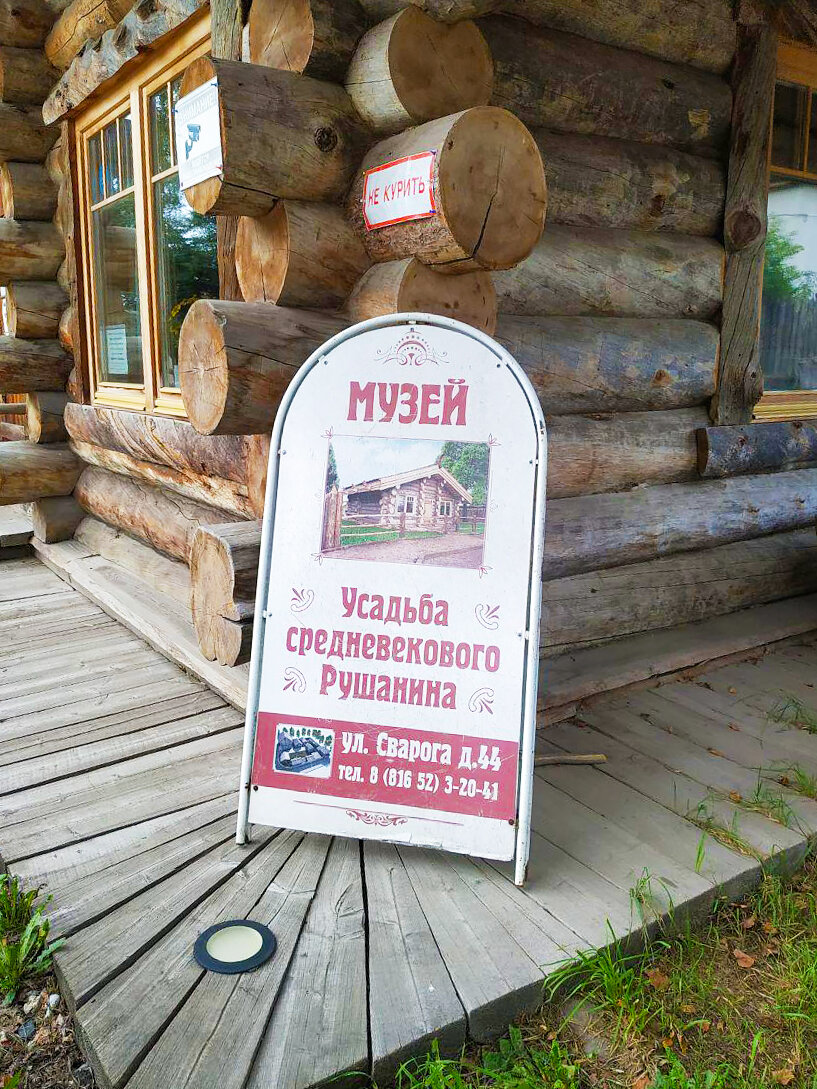 НЕ КУРИТЬ
МУЗЕЙ
Усадьба
средневекового
Рушанина
ул. Сварога д.44
тел. 8 (816 52) 3-20-41